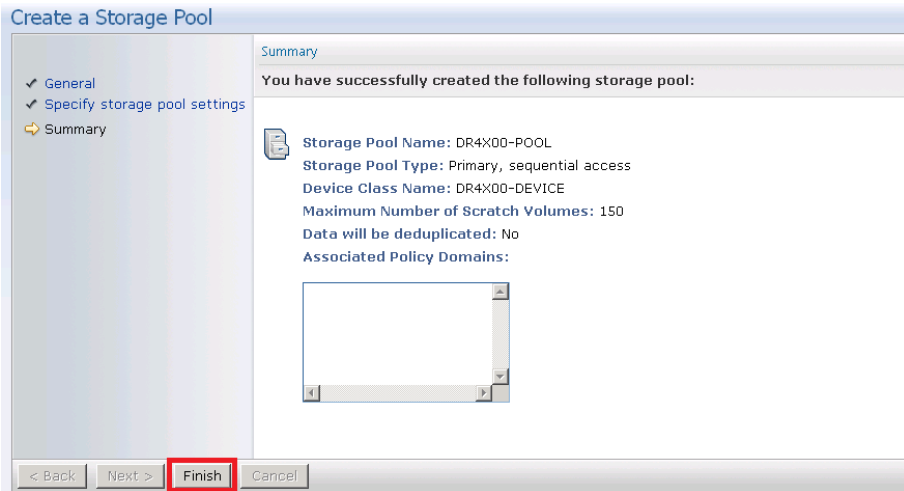 Create a Storage Pool
General
Specify storage pool settings
Summary
Summary
You have successfully created the following storage pool:
Storage Pool Name: DR4X00-POOL
Storage Pool Type: Primary, sequential access
Device Class Name: DR4X00-DEVICE
Maximum Number of Scratch Volumes: 150
Data will be deduplicated: No
Associated Policy Domains:
< Back Next > Finish Cancel